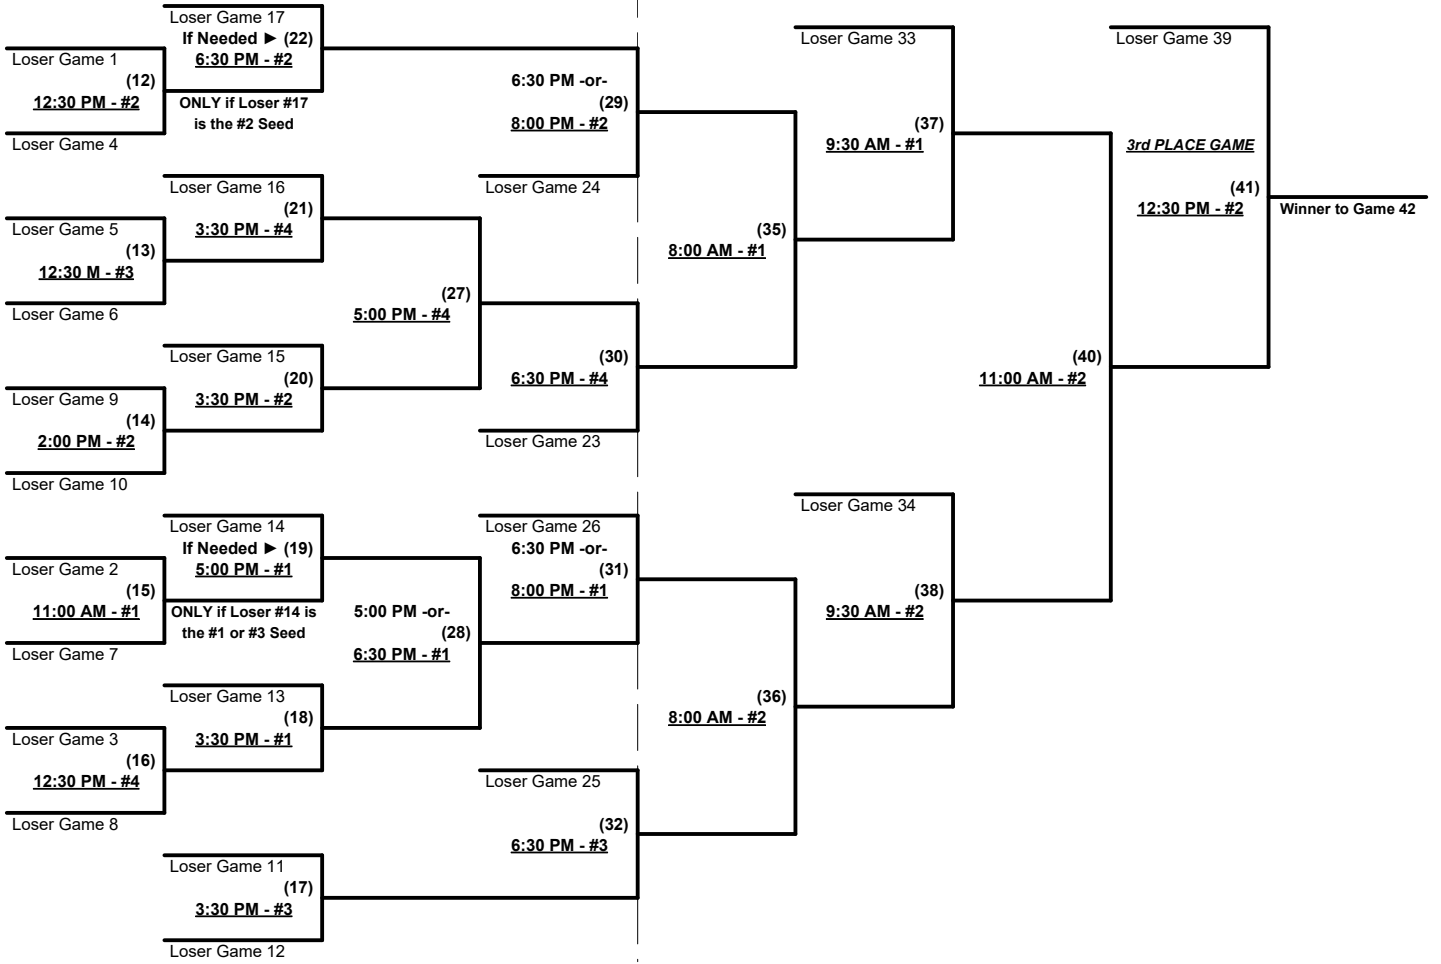 Loser Game 17
If Needed ► (22)
6:30 PM - #2
Loser Game 1
(12)
12:30 PM - #2
ONLY if Loser #17
is the #2 Seed
Loser Game 4
6:30 PM -or-
(29)
8:00 PM - #2
Loser Game 24
Loser Game 16
(21)
3:30 PM - #4
Loser Game 5
(13)
12:30 M - #3
Loser Game 6
(27)
5:00 PM - #4
Loser Game 15
(20)
3:30 PM - #2
Loser Game 9
(14)
2:00 PM - #2
Loser Game 10
(30)
6:30 PM - #4
Loser Game 23
Loser Game 14
If Needed ► (19)
5:00 PM - #1
Loser Game 2
(15)
11:00 AM - #1
ONLY if Loser #14 is
the #1 or #3 Seed
Loser Game 7
5:00 PM -or-
(28)
6:30 PM - #1
Loser Game 26
6:30 PM -or-
(31)
8:00 PM - #1
Loser Game 13
(18)
3:30 PM - #1
Loser Game 3
(16)
12:30 PM - #4
Loser Game 8
Loser Game 25
(32)
6:30 PM - #3
Loser Game 11
(17)
3:30 PM - #3
Loser Game 12
Loser Game 33
(37)
9:30 AM - #1
(35)
8:00 AM - #1
Loser Game 34
(38)
9:30 AM - #2
(36)
8:00 AM - #2
(40)
11:00 AM - #2
Loser Game 39
3rd PLACE GAME
(41)
12:30 PM - #2
Winner to Game 42